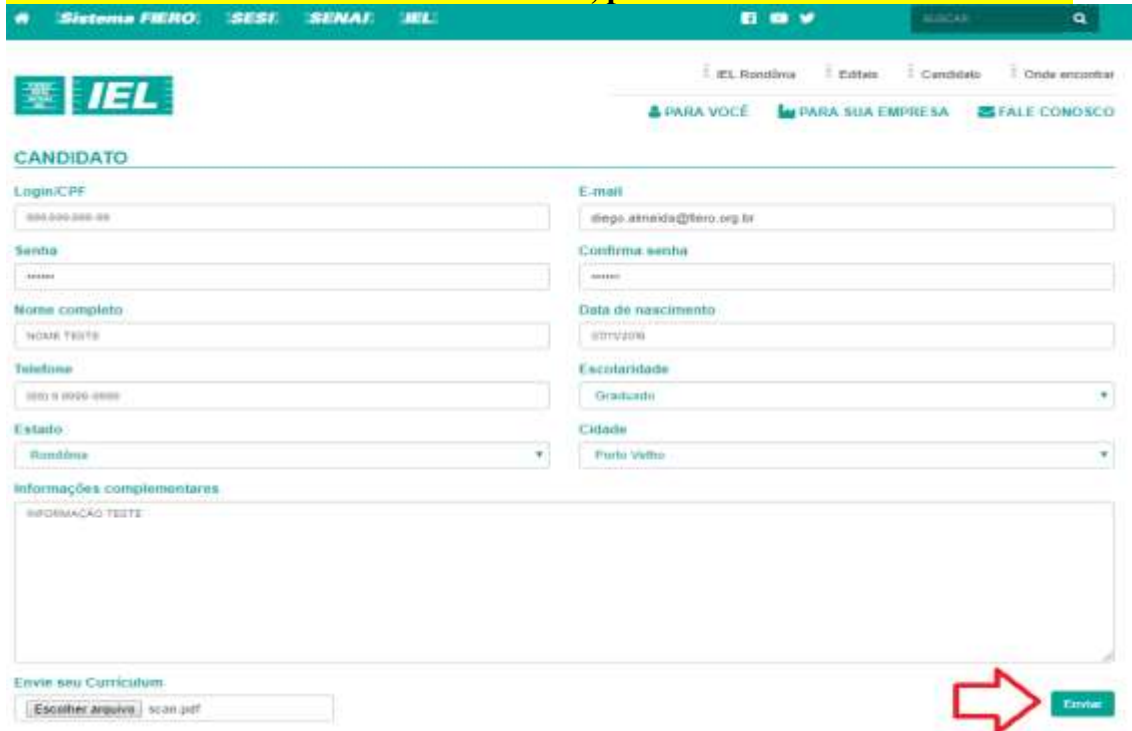 Sistema FIERO SESI SENAI IEL BUSCAR
IEL
IEL Rondônia Editais Candidato Onde encontrar
PARA VOCÊ PARA SUA EMPRESA FALE CONOSCO
CANDIDATO
Login/CPF E-mail
diego.almeida@fiero.org.br
Senha Confirma senha
Nome completo Data de nascimento
NOME TESTE
Telefone Escolaridade
Graduado
Estado Cidade
Rondônia Porto Velho
Informações complementares
INFORMAÇÃO TESTE
Envie seu Curriculum
Escolher arquivo scan.pdf
Enviar